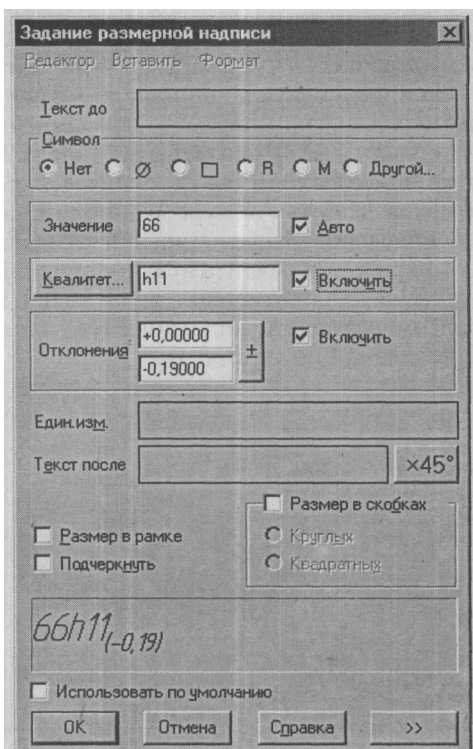 Задание размерной надписи
Редактор Вставить Формат
Текст до
Символ
Нет ⌀ □ R М Другой...
Значение 66 Авто
Квалитет... h11 Включить
Отклонения +0,00000 ± Включить
-0,19000
Един.изм.
Текст после ×45°
Размер в скобках
Размер в рамке Круглых
Подчеркнуть Квадратных
66h11(-0,19)
Использовать по умолчанию
OK Отмена Справка >>